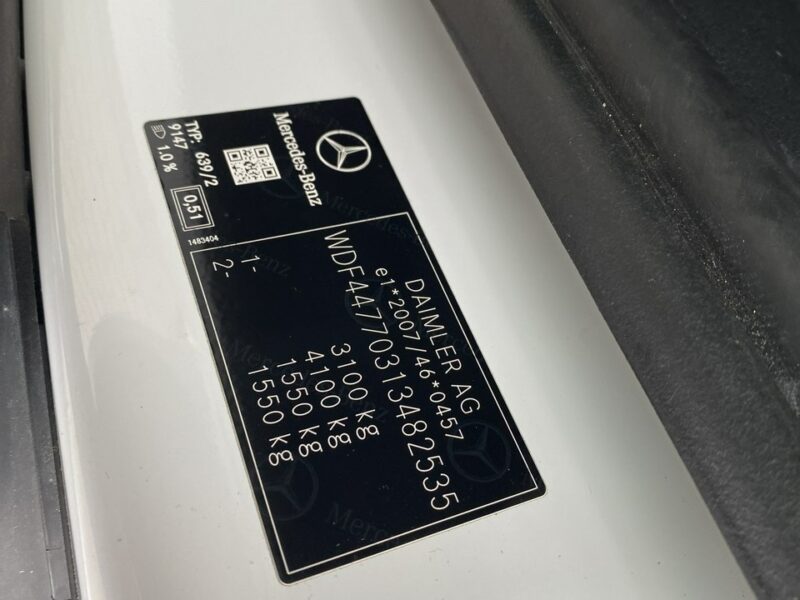 Mercedes-Benz
TYP. 639/2
9147
1.0 %
0,51
1483404
DAIMLER AG
e1*2007/46*0457
WDF44770313482535
3100 kg
4100 kg
1- 1550 kg
2- 1550 kg